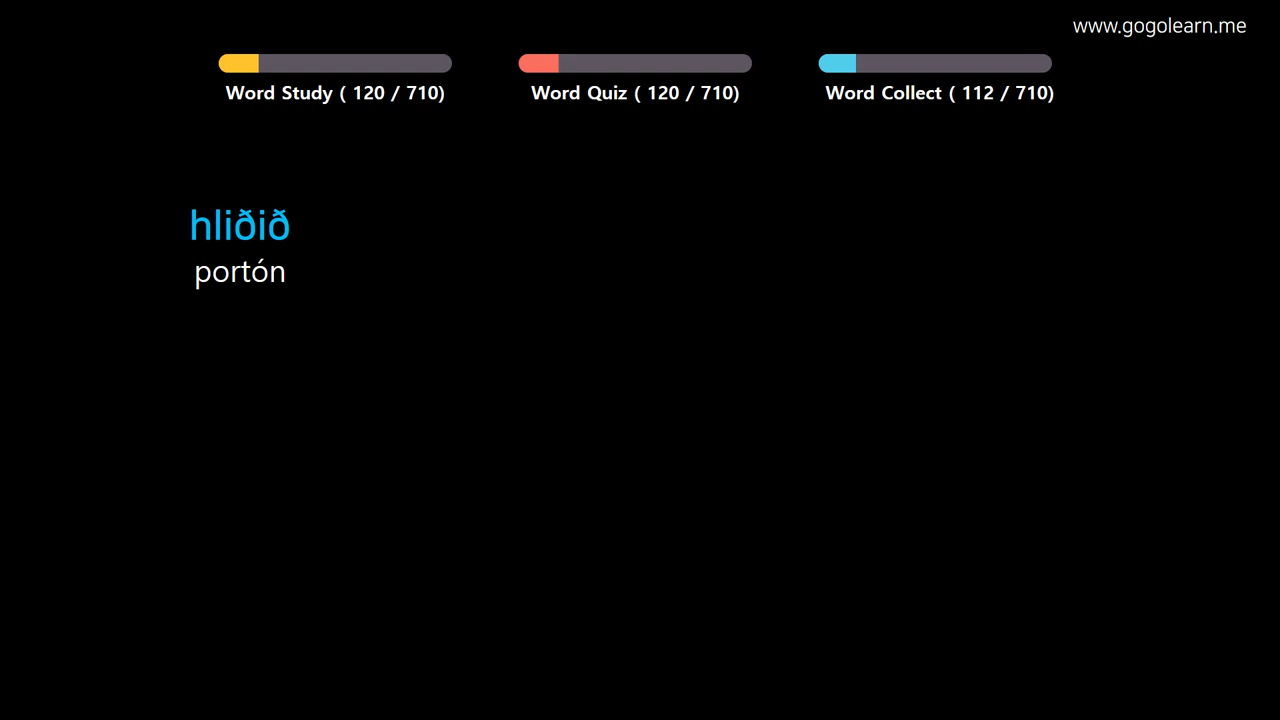 www.gogolearn.me
Word Study ( 120 / 710)
Word Quiz ( 120 / 710)
Word Collect ( 112 / 710)
hliðið
portón